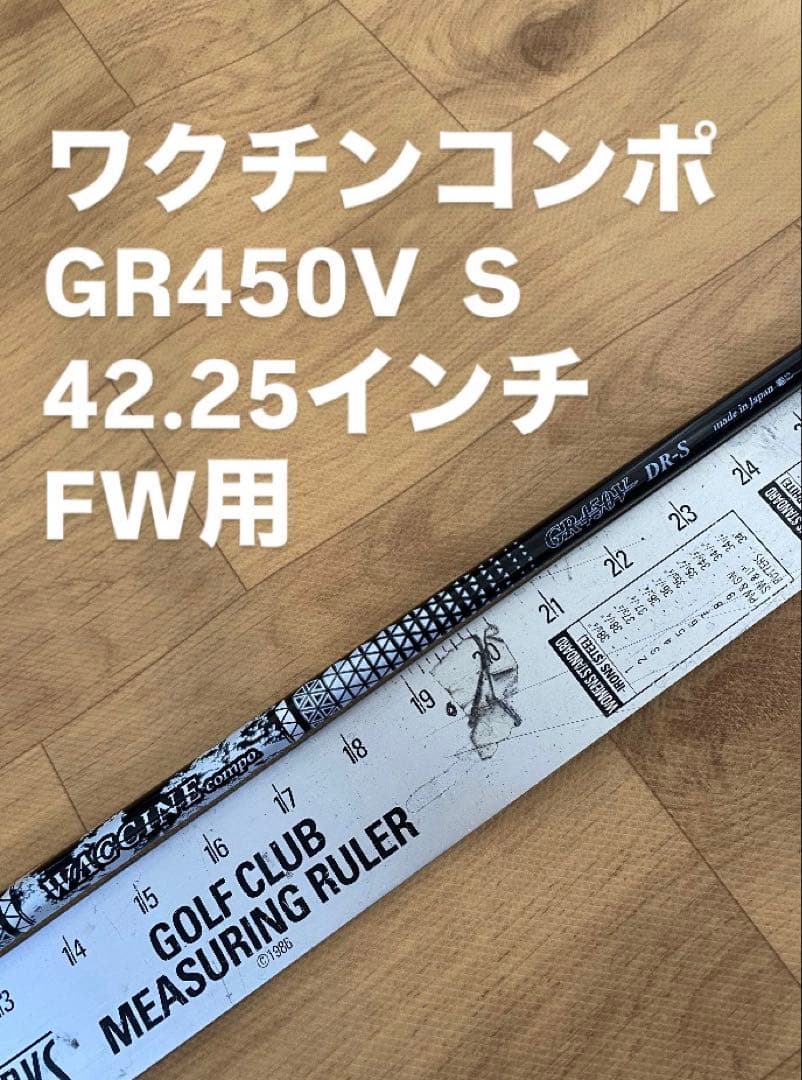 ワクチンコンポ
GR450V S
42.25インチ
FW用
WACCINE compo
GR450V DR-S made in Japan
13 14 15 16 17 18 19 20 21 22 23 24
GOLF CLUB
MEASURING RULER
©1986
WOMEN'S STANDARD
IRONS (STEEL)